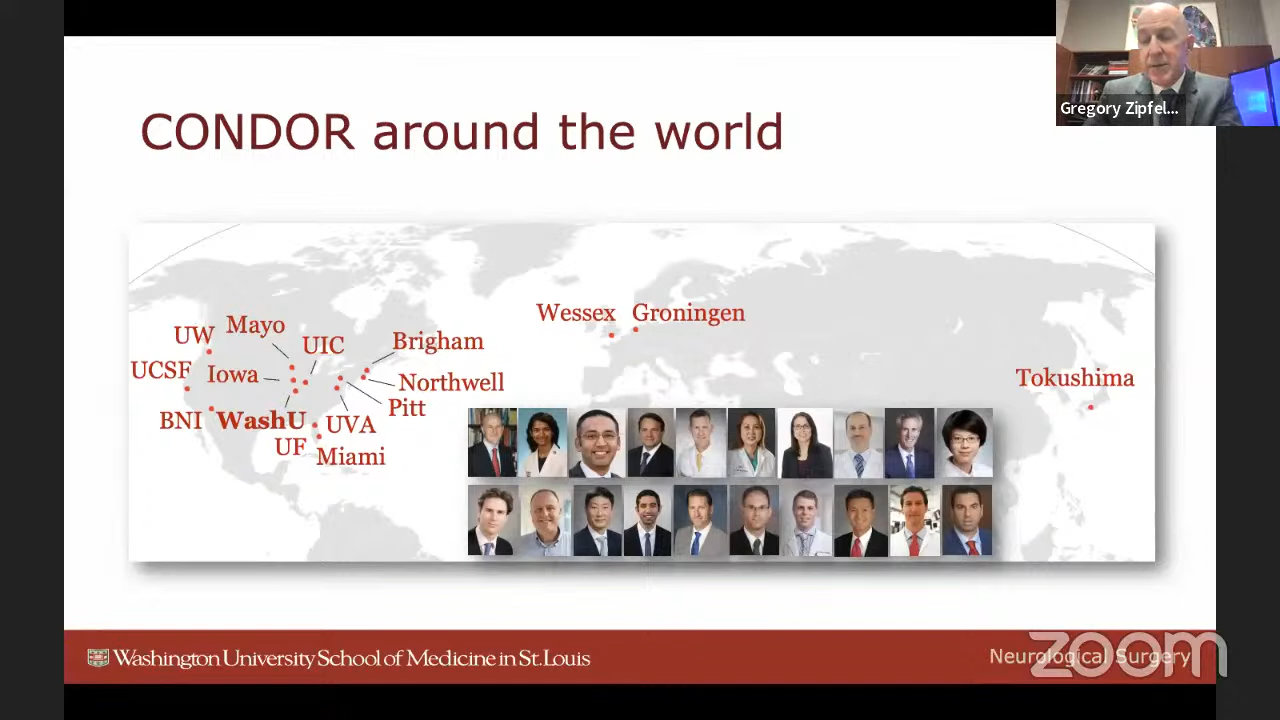 Gregory Zipfel...
CONDOR around the world
Wessex Groningen
UW Mayo
UIC
Brigham
UCSF Iowa
Northwell
Tokushima
BNI WashU UVA
Pitt
UF
Miami
Washington University School of Medicine in St. Louis
Neurological Surgery
zoom